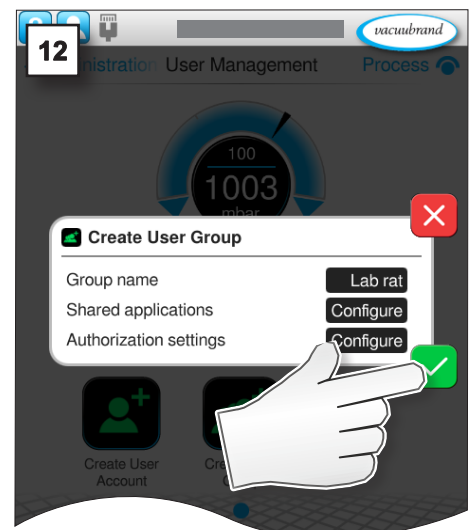 vacuubrand
12
nistration User Management Process
100
1003
mbar
Create User Group
Group name Lab rat
Shared applications Configure
Authorization settings Configure
Create User
Account